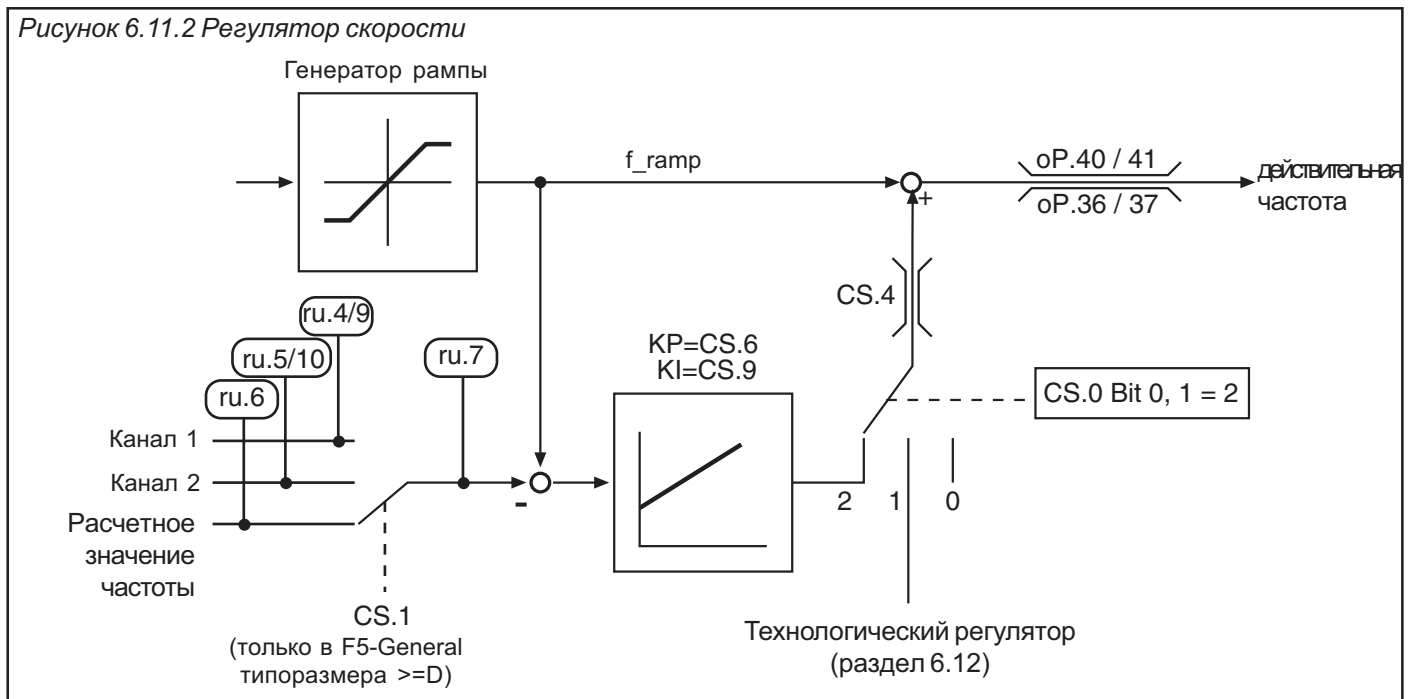 Рисунок 6.11.2 Регулятор скорости
Генератор рампы
f_ramp
oP.40 / 41
oP.36 / 37
действительная
частота
+
CS.4
ru.4/9
ru.5/10
ru.6
ru.7
KP=CS.6
KI=CS.9
CS.0 Bit 0, 1 = 2
Канал 1
Канал 2
Расчетное
значение
частоты
-
2 1 0
CS.1
(только в F5-General
типоразмера >=D)
Технологический регулятор
(раздел 6.12)